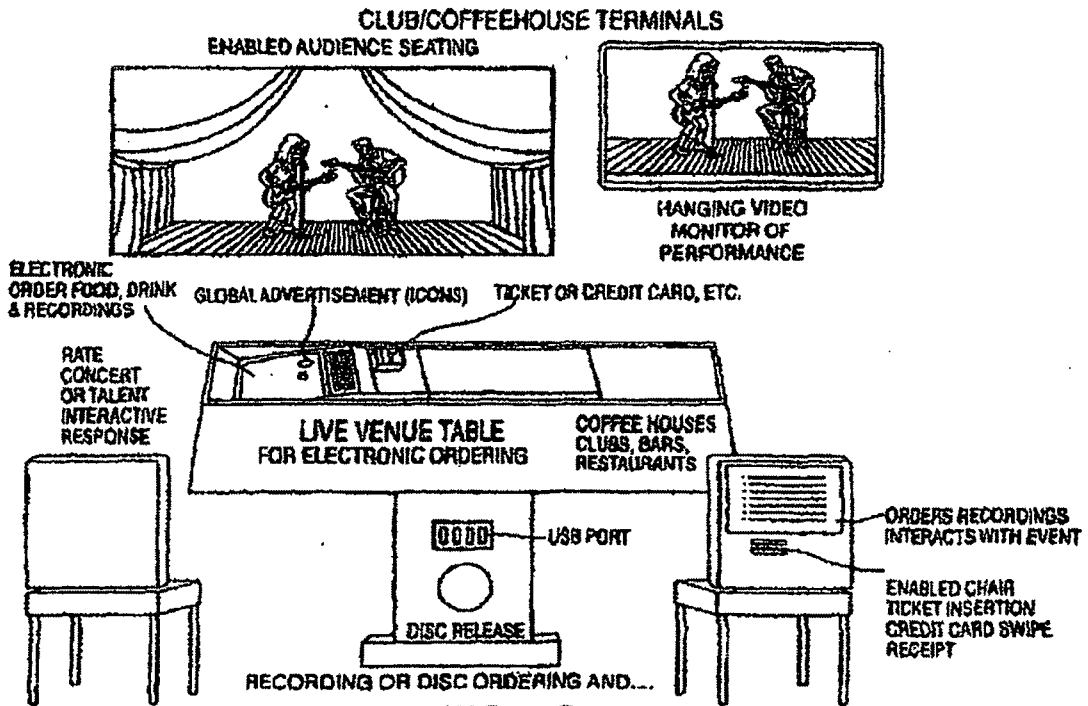 CLUB/COFFEEHOUSE TERMINALS
ENABLED AUDIENCE SEATING
HANGING VIDEO
MONITOR OF
PERFORMANCE
ELECTRONIC
ORDER FOOD, DRINK
& RECORDINGS
GLOBAL ADVERTISEMENT (ICONS)
TICKET OR CREDIT CARD, ETC.
RATE
CONCERT
OR TALENT
INTERACTIVE
RESPONSE
LIVE VENUE TABLE
FOR ELECTRONIC ORDERING
COFFEE HOUSES
CLUBS, BARS,
RESTAURANTS
ORDERS RECORDINGS
INTERACTS WITH EVENT
USB PORT
ENABLED CHAIR
TICKET INSERTION
CREDIT CARD SWIPE
RECEIPT
DISC RELEASE
RECORDING OR DISC ORDERING AND...